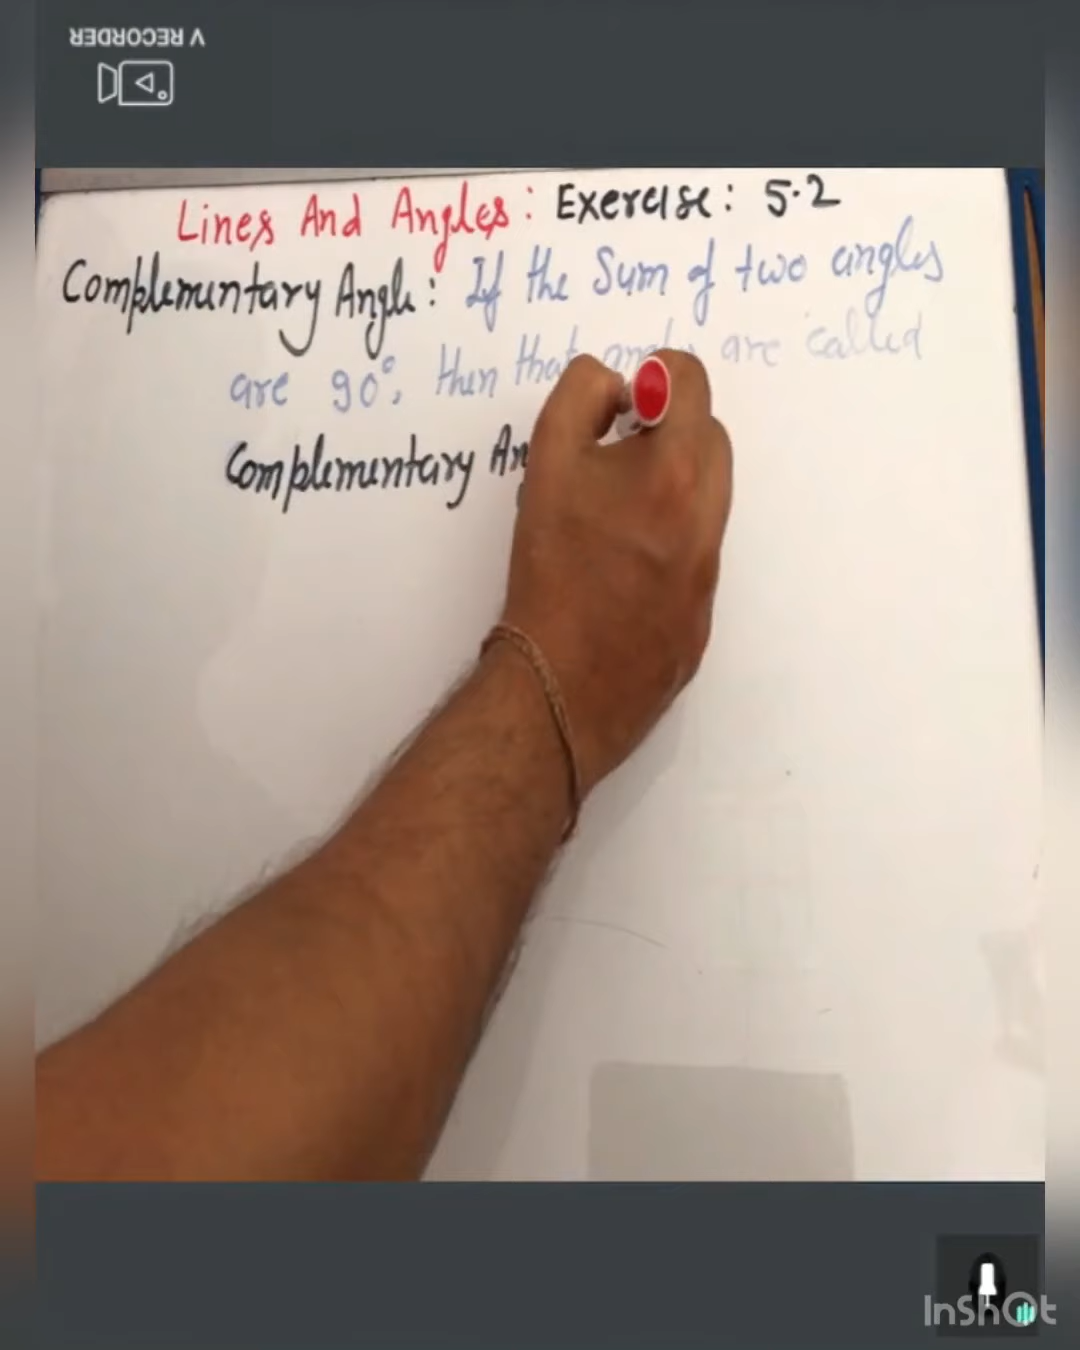 V RECORDER
Lines And Angles: Exercise: 5.2
Complementary Angle: If the Sum of two angles
are 90°, then that are called
Complementary An
InShOt